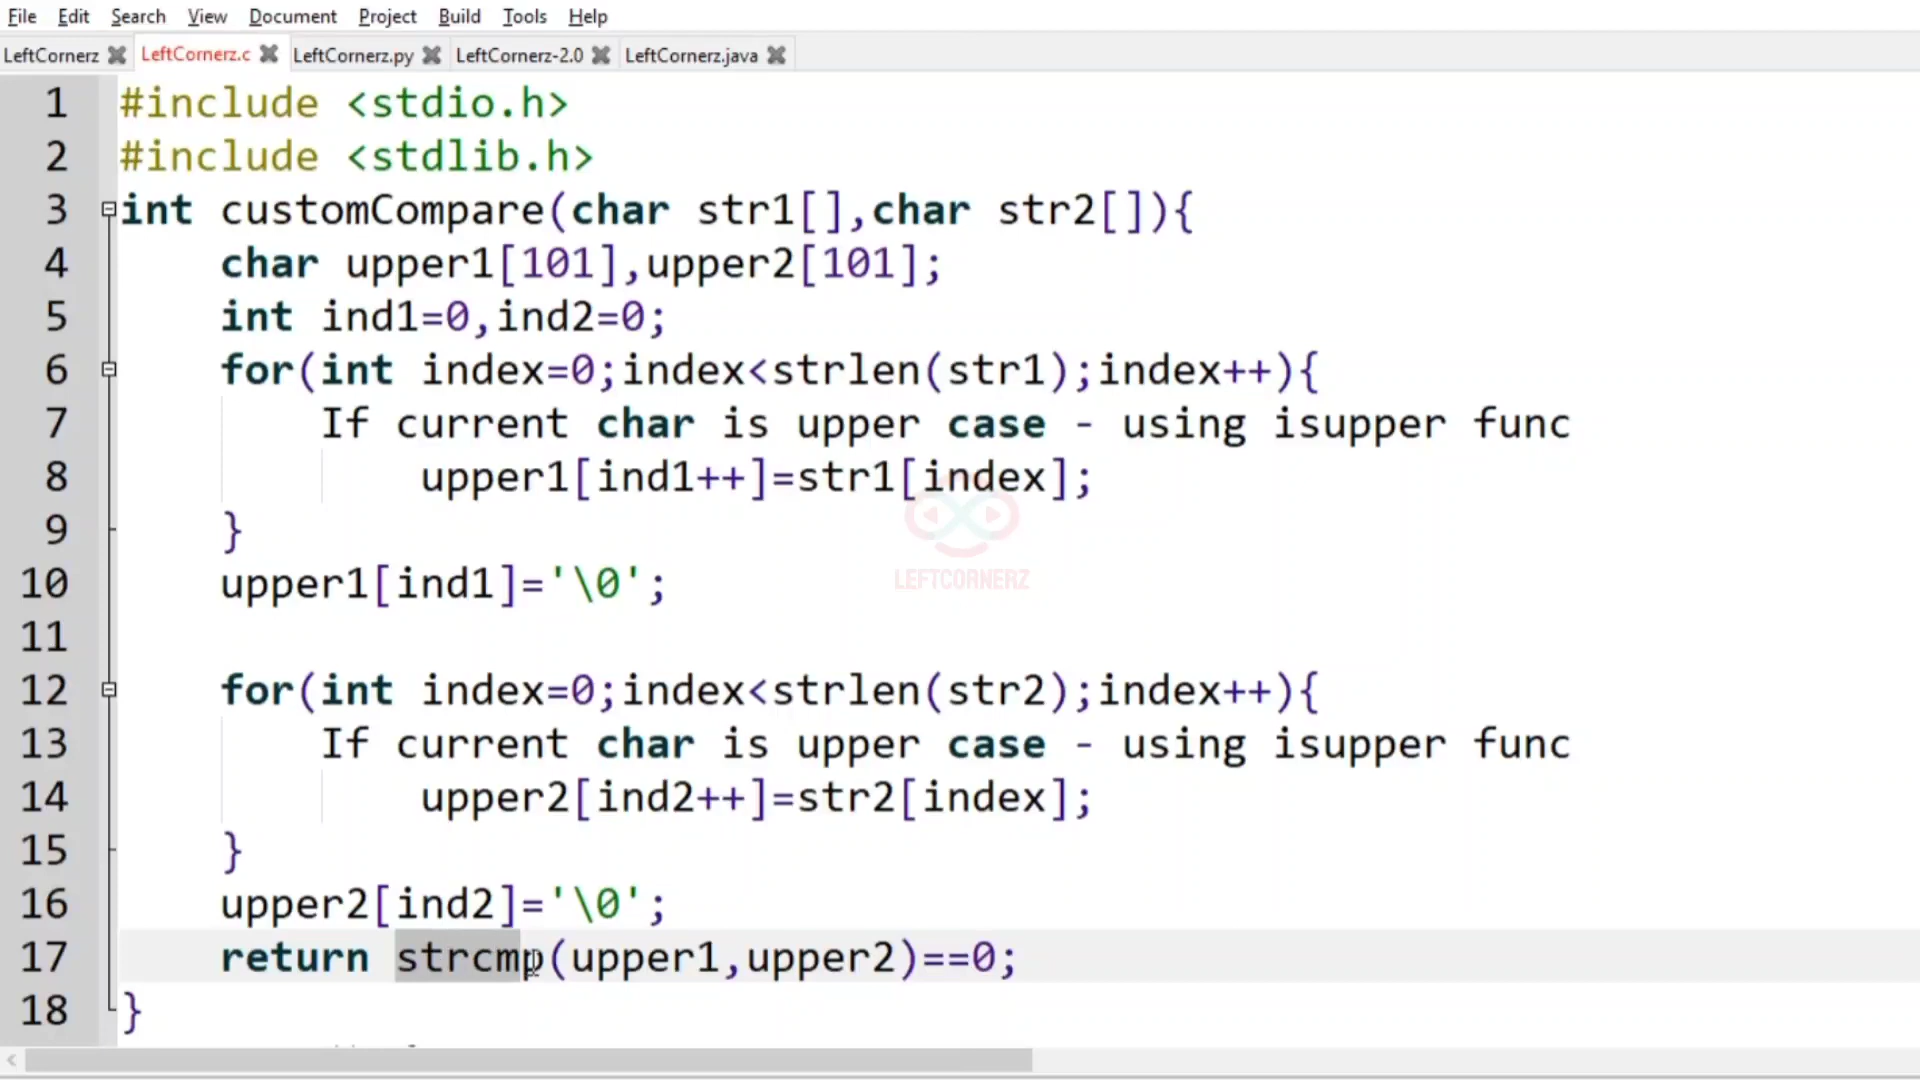 File Edit Search View Document Project Build Tools Help
LeftCornerz LeftCornerz.c LeftCornerz.py LeftCornerz-2.0 LeftCornerz.java
1 #include <stdio.h>
2 #include <stdlib.h>
3 int customCompare(char str1[],char str2[]){
4 char upper1[101],upper2[101];
5 int ind1=0,ind2=0;
6 for(int index=0;index<strlen(str1);index++){
7 If current char is upper case - using isupper func
8 upper1[ind1++]=str1[index];
9 }
10 upper1[ind1]='\0';
LEFTCORNERZ
11
12 for(int index=0;index<strlen(str2);index++){
13 If current char is upper case - using isupper func
14 upper2[ind2++]=str2[index];
15 }
16 upper2[ind2]='\0';
17 return strcmp(upper1,upper2)==0;
18 }